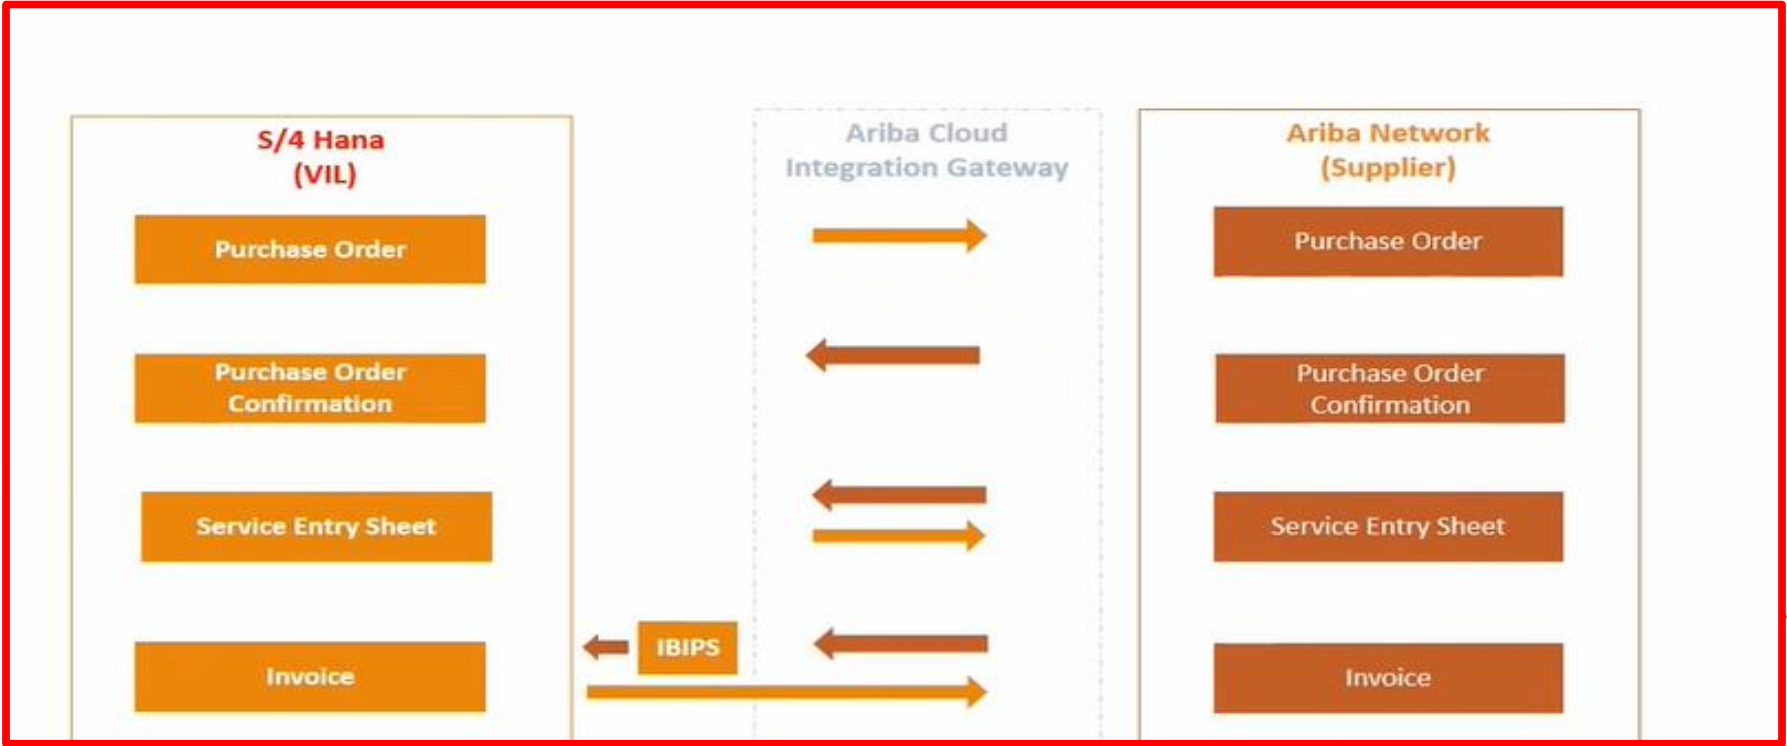 S/4 Hana
(VIL)
Ariba Cloud
Integration Gateway
Ariba Network
(Supplier)
Purchase Order
Purchase Order
Purchase Order
Confirmation
Purchase Order
Confirmation
Service Entry Sheet
Service Entry Sheet
Invoice
IBIPS
Invoice